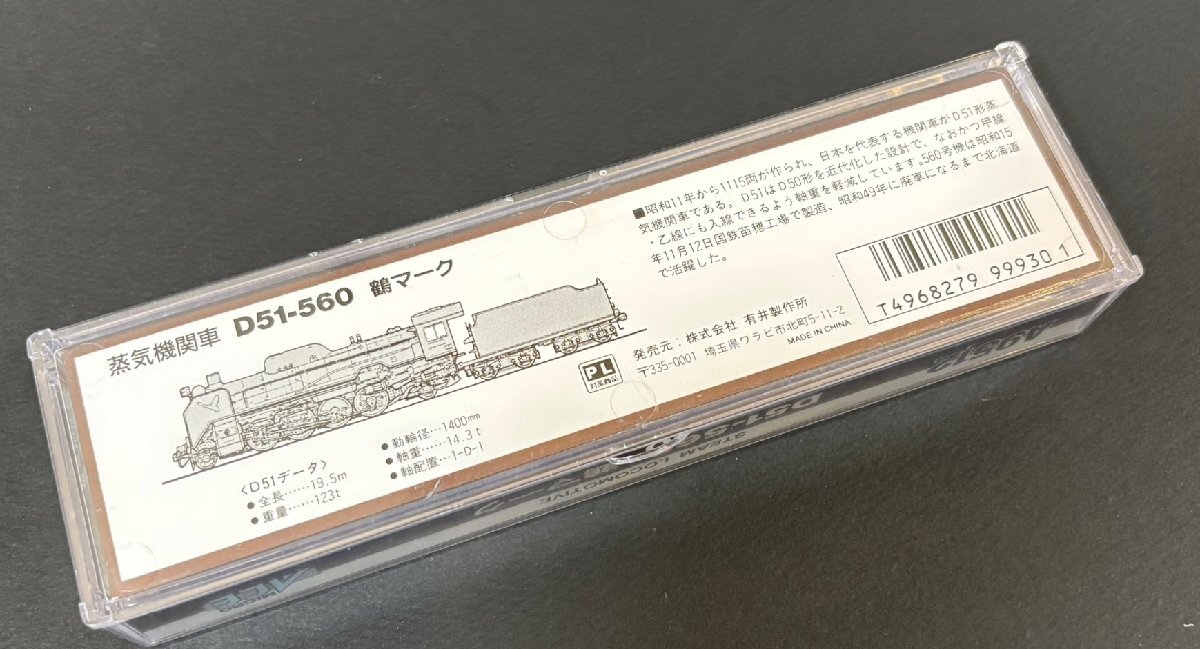 蒸気機関車 D51-560 鶴マーク
〈D51データ〉
●全長……19.5m
●重量……123t
●動輪径…1400mm
●軸重……14.3t
●軸配置…1-D-1
■昭和11年から1115両が作られ、日本を代表する機関車がD51形蒸
気機関車である。D51はD50形を近代化した設計で、なおかつ甲線
・乙線にも入線できるよう軸重を軽減しています。560号機は昭和15
年11月12日国鉄苗穂工場で製造、昭和49年に廃車になるまで北海道
で活躍した。
PL
発売元：株式会社 有井製作所
〒335-0001 埼玉県ワラビ市北町5-11-2
MADE IN CHINA
T4968279 99930 1
D51-56
STEAM LOCOMOTIVE